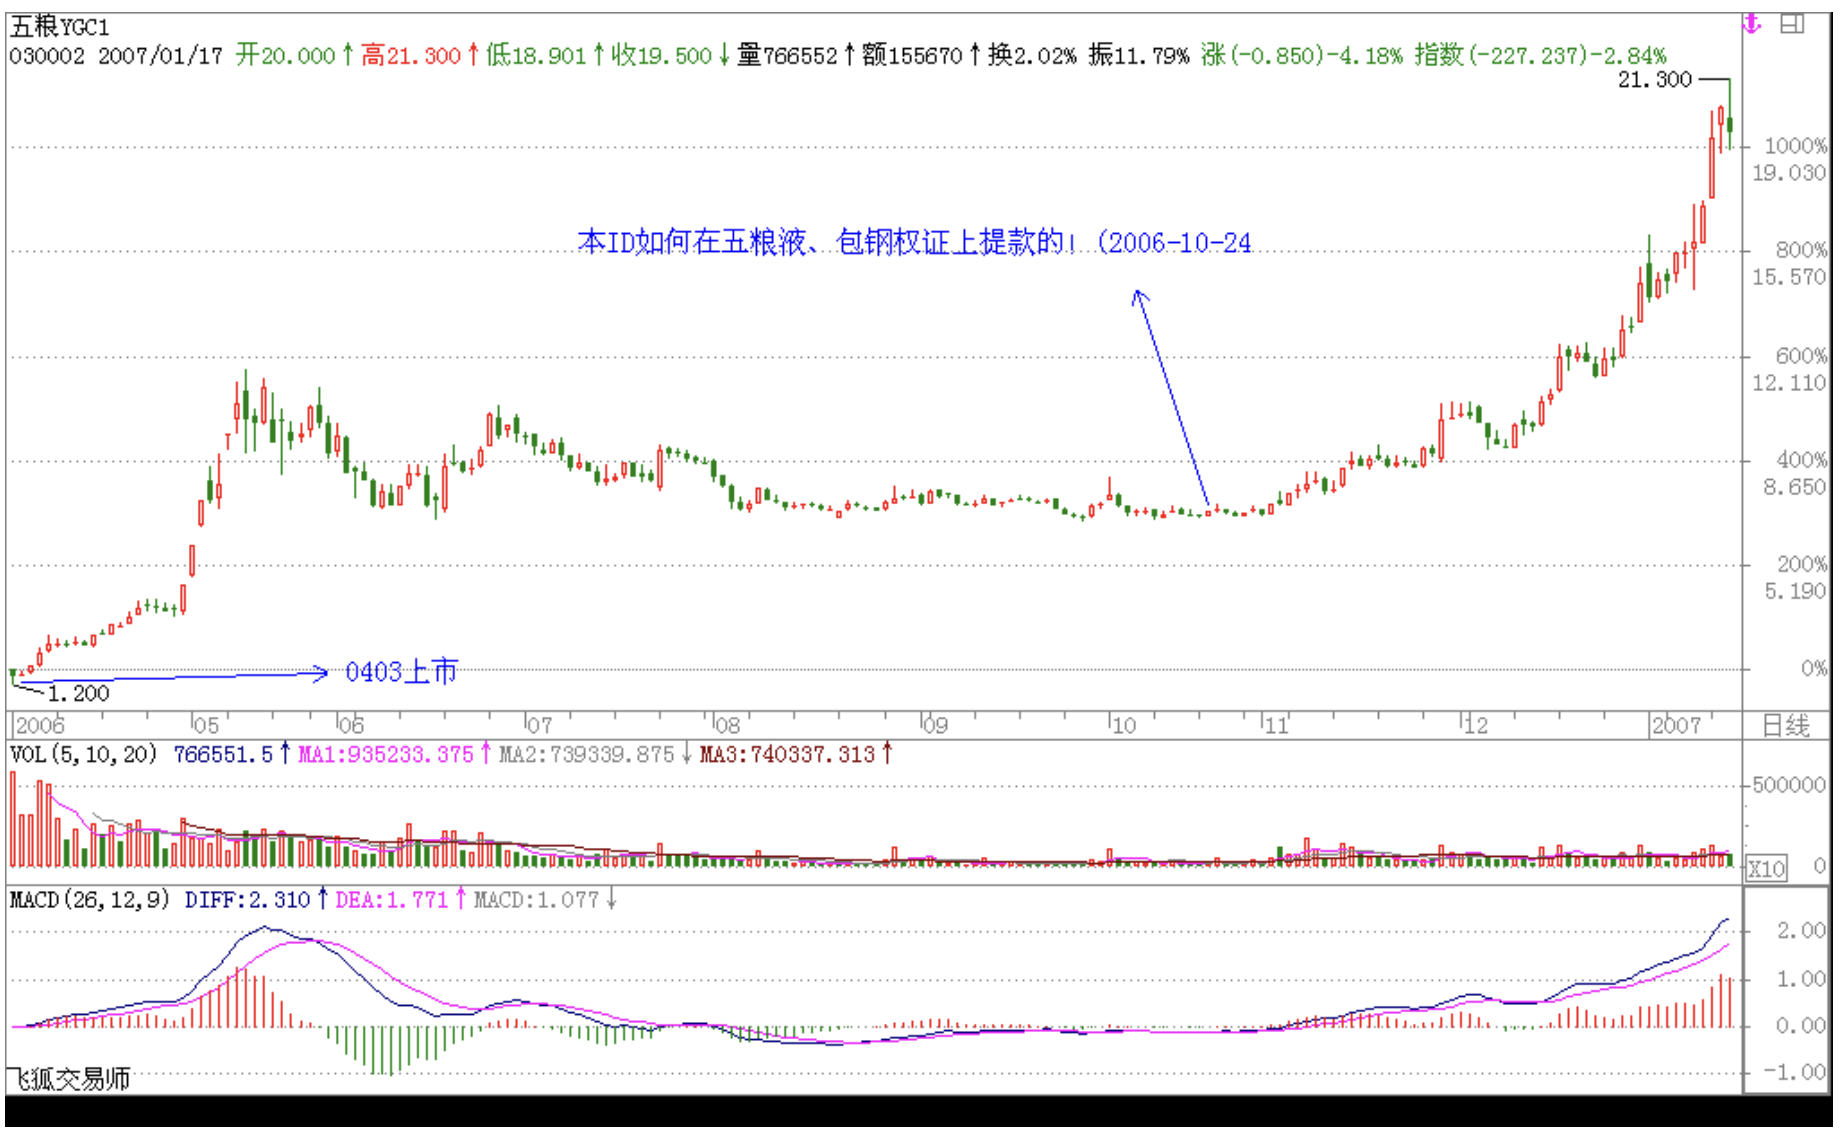 五粮YGC1
030002 2007/01/17 开20.000↑高21.300↑低18.901↑收19.500↓量766552↑额155670↑换2.02% 振11.79% 涨(-0.850)-4.18% 指数(-227.237)-2.84%
21.300
1000%
19.030
本ID如何在五粮液、包钢权证上提款的! (2006-10-24
800%
15.570
600%
12.110
400%
8.650
200%
5.190
0403上市
0%
1.200
2006 05 06 07 08 09 10 11 12 2007 日线
VOL(5,10,20) 766551.5↑MA1:935233.375↑MA2:739339.875↓MA3:740337.313↑
500000
X10 0
MACD(26,12,9) DIFF:2.310↑DEA:1.771↑MACD:1.077↓
2.00
1.00
0.00
-1.00
飞狐交易师